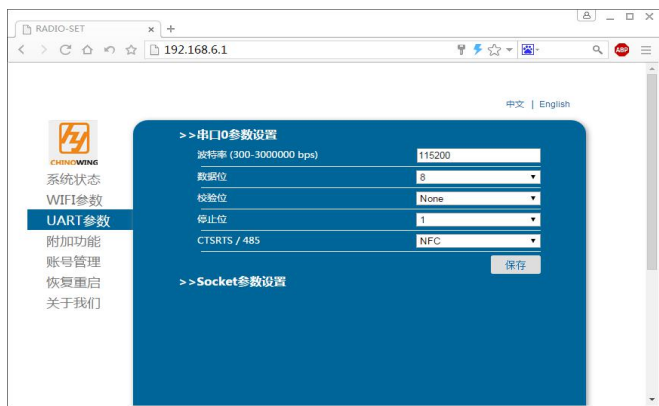 RADIO-SET
192.168.6.1
ABP
中文 | English
CHINOWING
系统状态
WIFI参数
UART参数
附加功能
账号管理
恢复重启
关于我们
>>串口0参数设置
波特率 (300-3000000 bps) 115200
数据位 8
校验位 None
停止位 1
CTSRTS / 485 NFC
保存
>>Socket参数设置